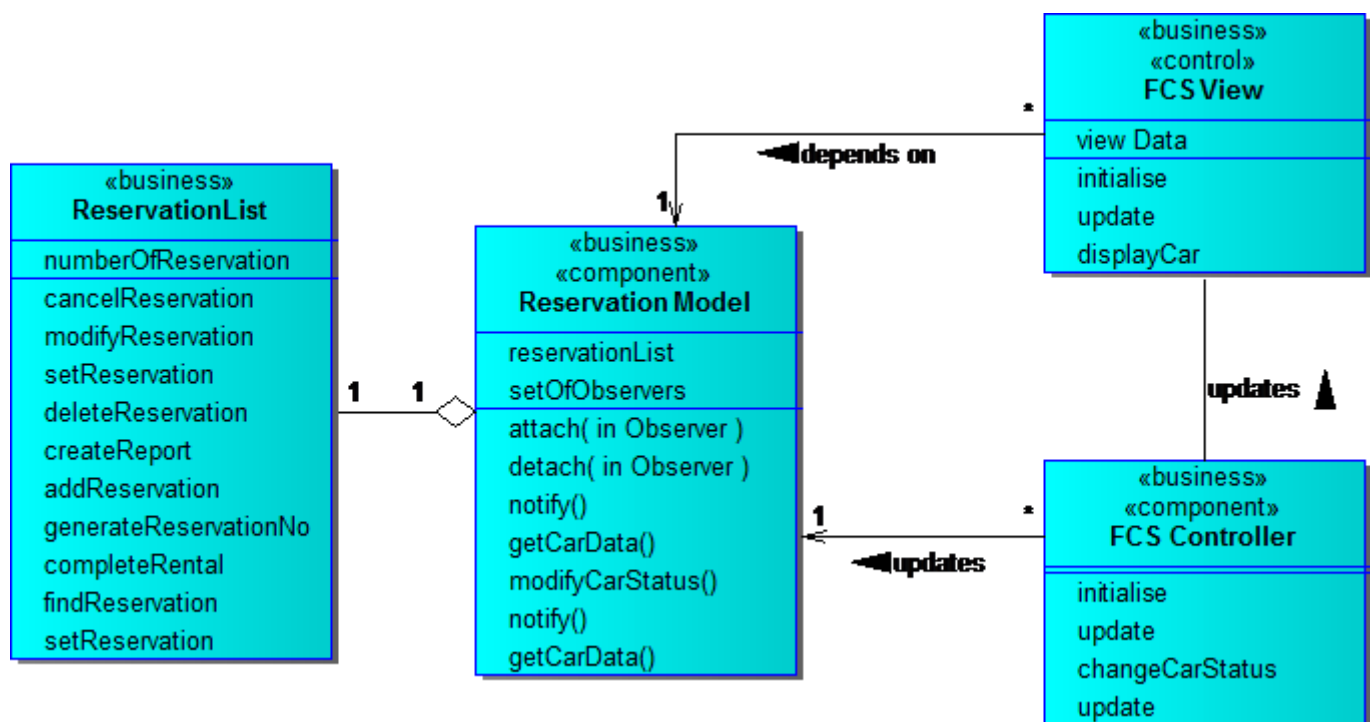 «business»
ReservationList
numberOfReservation
cancelReservation
modifyReservation
setReservation
deleteReservation
createReport
addReservation
generateReservationNo
completeRental
findReservation
setReservation
1 1
«business»
«component»
Reservation Model
reservationList
setOfObservers
attach( in Observer )
detach( in Observer )
notify()
getCarData()
modifyCarStatus()
notify()
getCarData()
*
depends on
1
«business»
«control»
FCS View
view Data
initialise
update
displayCar
updates
1 *
updates
«business»
«component»
FCS Controller
initialise
update
changeCarStatus
update